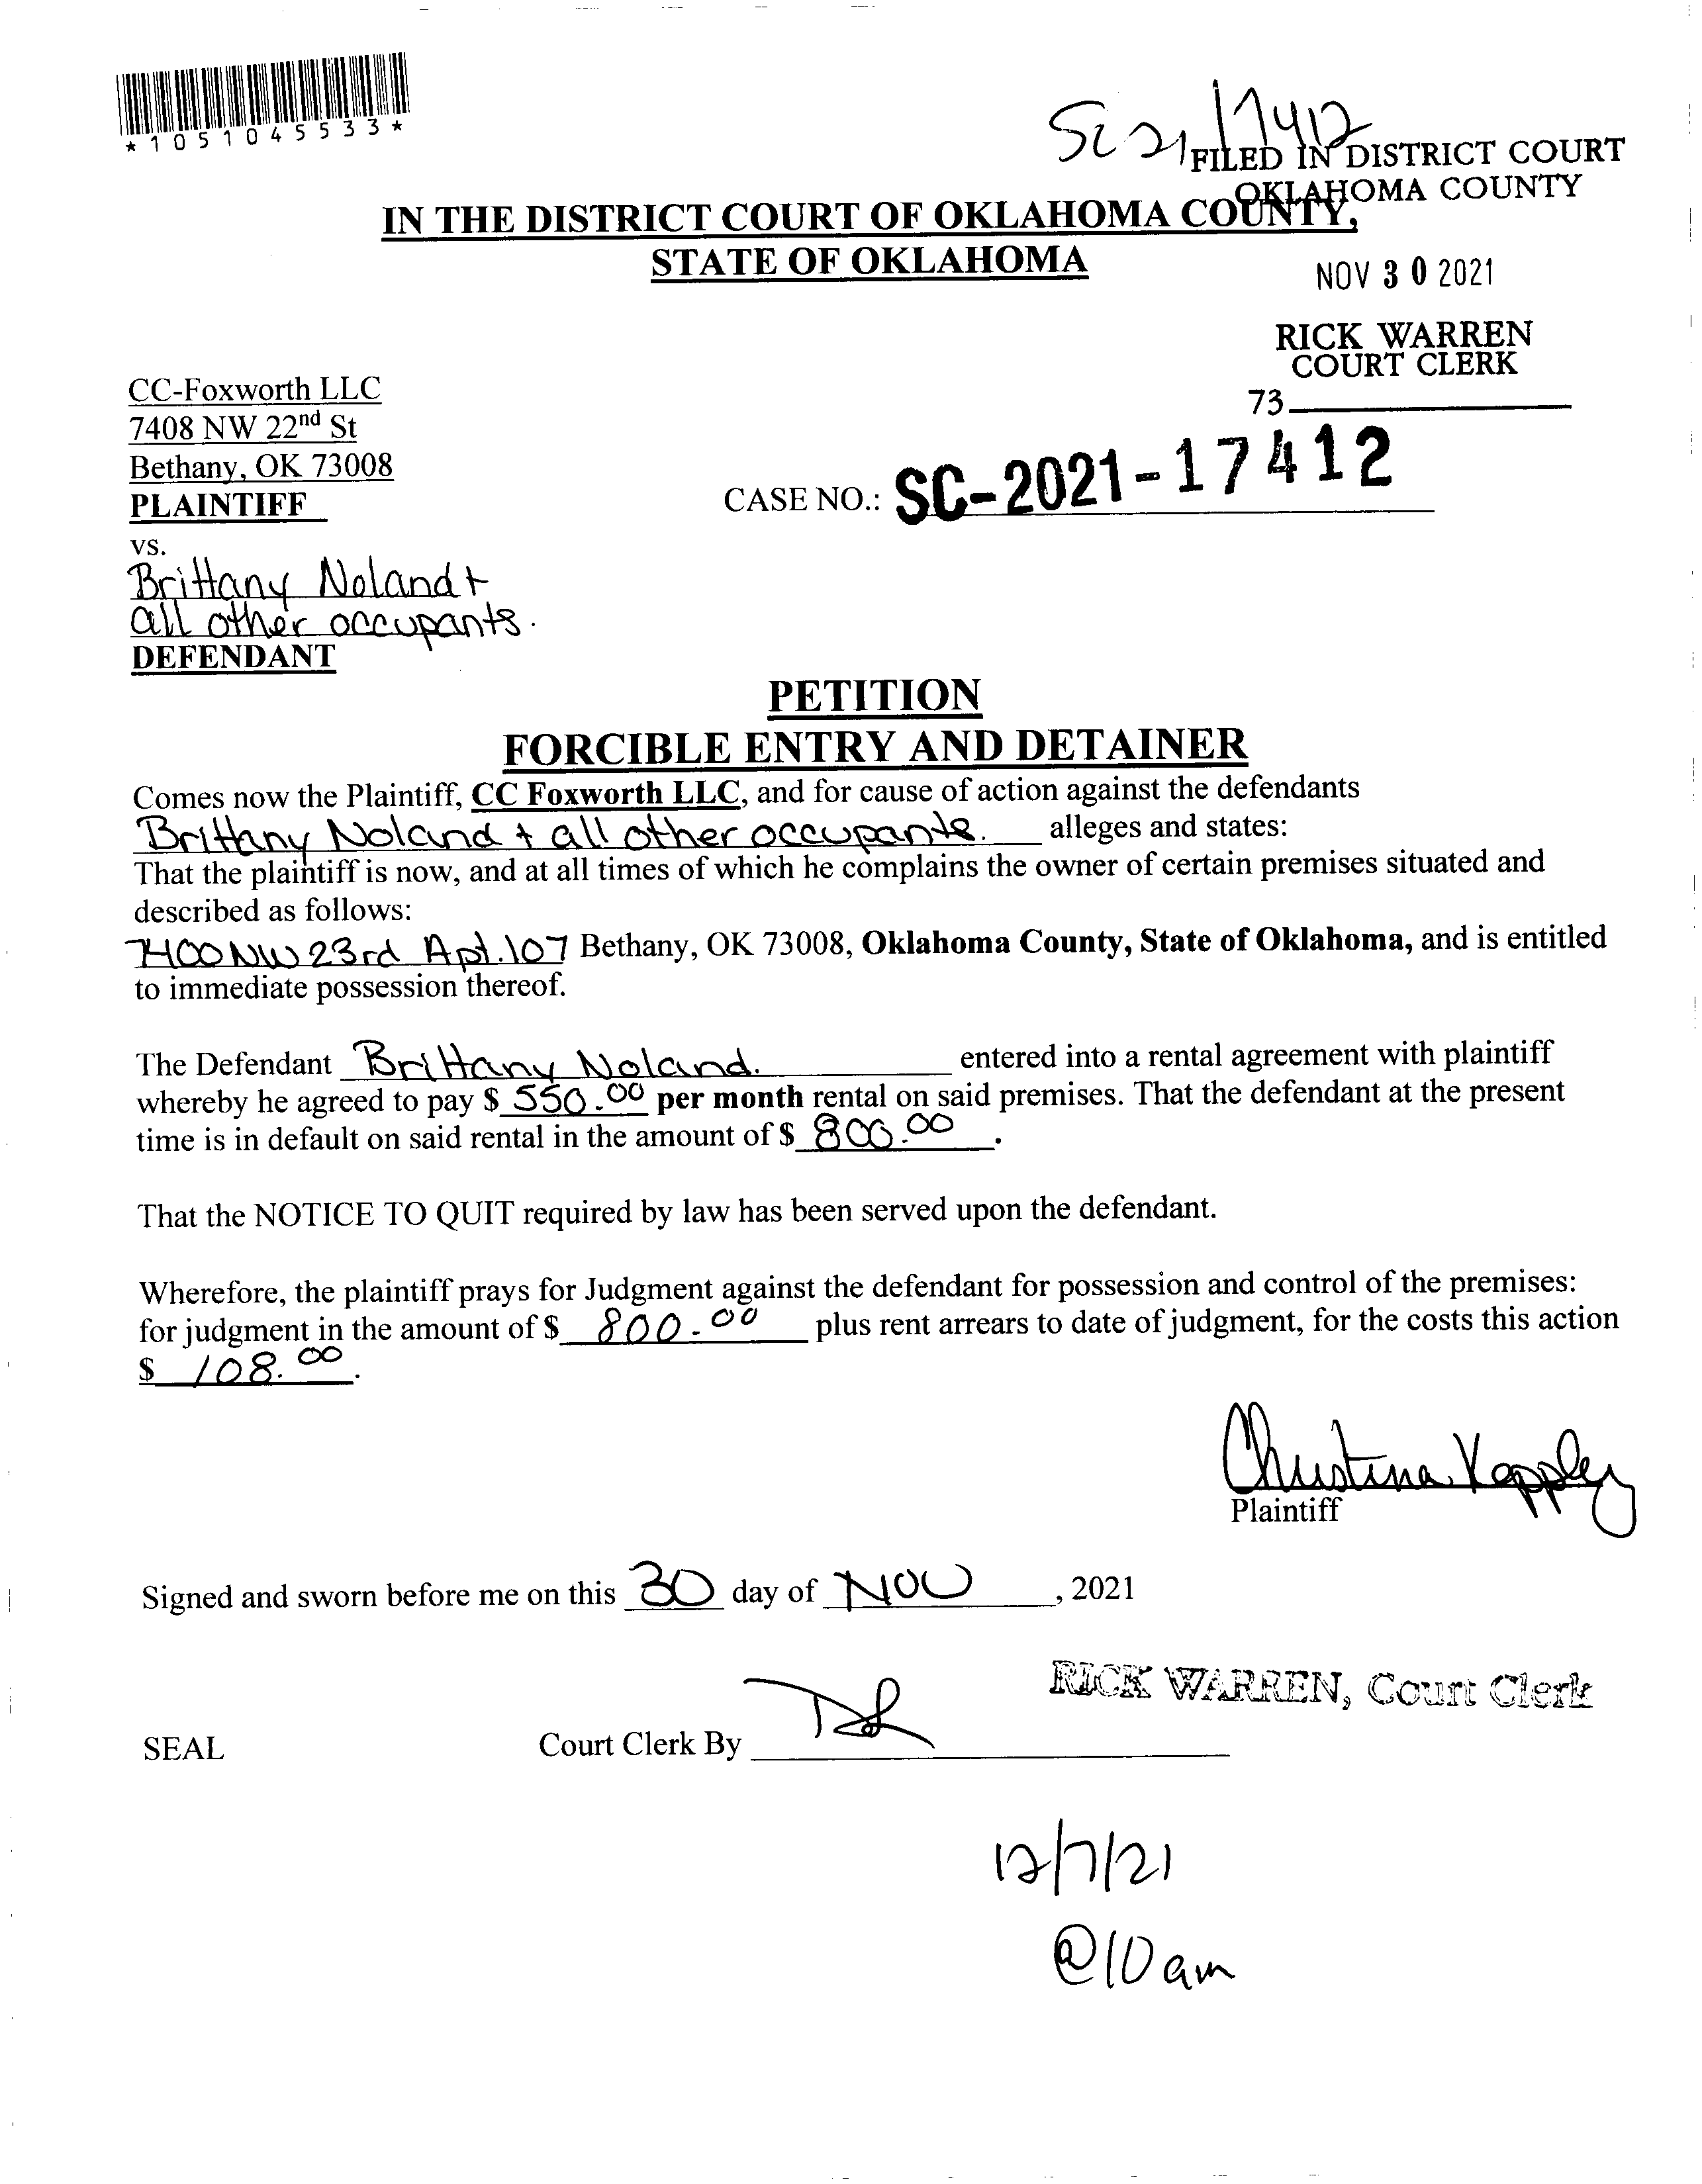 *1051045533*
SC 21/17412
FILED IN DISTRICT COURT
OKLAHOMA COUNTY
IN THE DISTRICT COURT OF OKLAHOMA COUNTY,
STATE OF OKLAHOMA
NOV 30 2021
RICK WARREN
COURT CLERK
73
CC-Foxworth LLC
7408 NW 22nd St
Bethany, OK 73008
PLAINTIFF
CASE NO.: SC-2021-17412
vs.
Brittany Noland +
all other occupants.
DEFENDANT
PETITION
FORCIBLE ENTRY AND DETAINER
Comes now the Plaintiff, CC Foxworth LLC, and for cause of action against the defendants
Brittany Noland + all other occupants. alleges and states:
That the plaintiff is now, and at all times of which he complains the owner of certain premises situated and
described as follows:
7400 NW 23rd Apt. 107 Bethany, OK 73008, Oklahoma County, State of Oklahoma, and is entitled
to immediate possession thereof.
The Defendant Brittany Noland. entered into a rental agreement with plaintiff
whereby he agreed to pay $ 550.00 per month rental on said premises. That the defendant at the present
time is in default on said rental in the amount of $ 800.00.
That the NOTICE TO QUIT required by law has been served upon the defendant.
Wherefore, the plaintiff prays for Judgment against the defendant for possession and control of the premises:
for judgment in the amount of $ 800.00 plus rent arrears to date of judgment, for the costs this action
$ 108.00.
Christina Keppley
Plaintiff
Signed and sworn before me on this 30 day of NOV, 2021
RICK WARREN, Court Clerk
SEAL
Court Clerk By
12/7/21
@10am